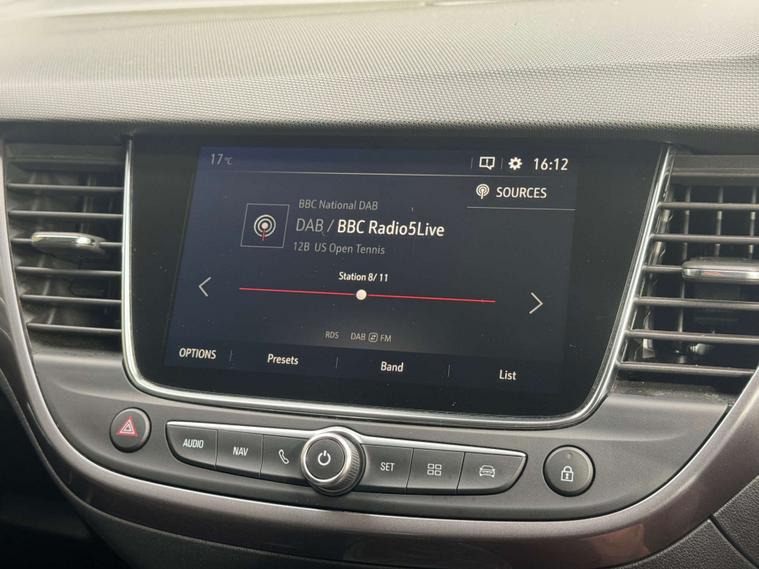 17°C
16:12
SOURCES
BBC National DAB
DAB / BBC Radio5Live
12B US Open Tennis
Station 8/ 11
RDS DAB FM
OPTIONS Presets Band List
AUDIO NAV SET